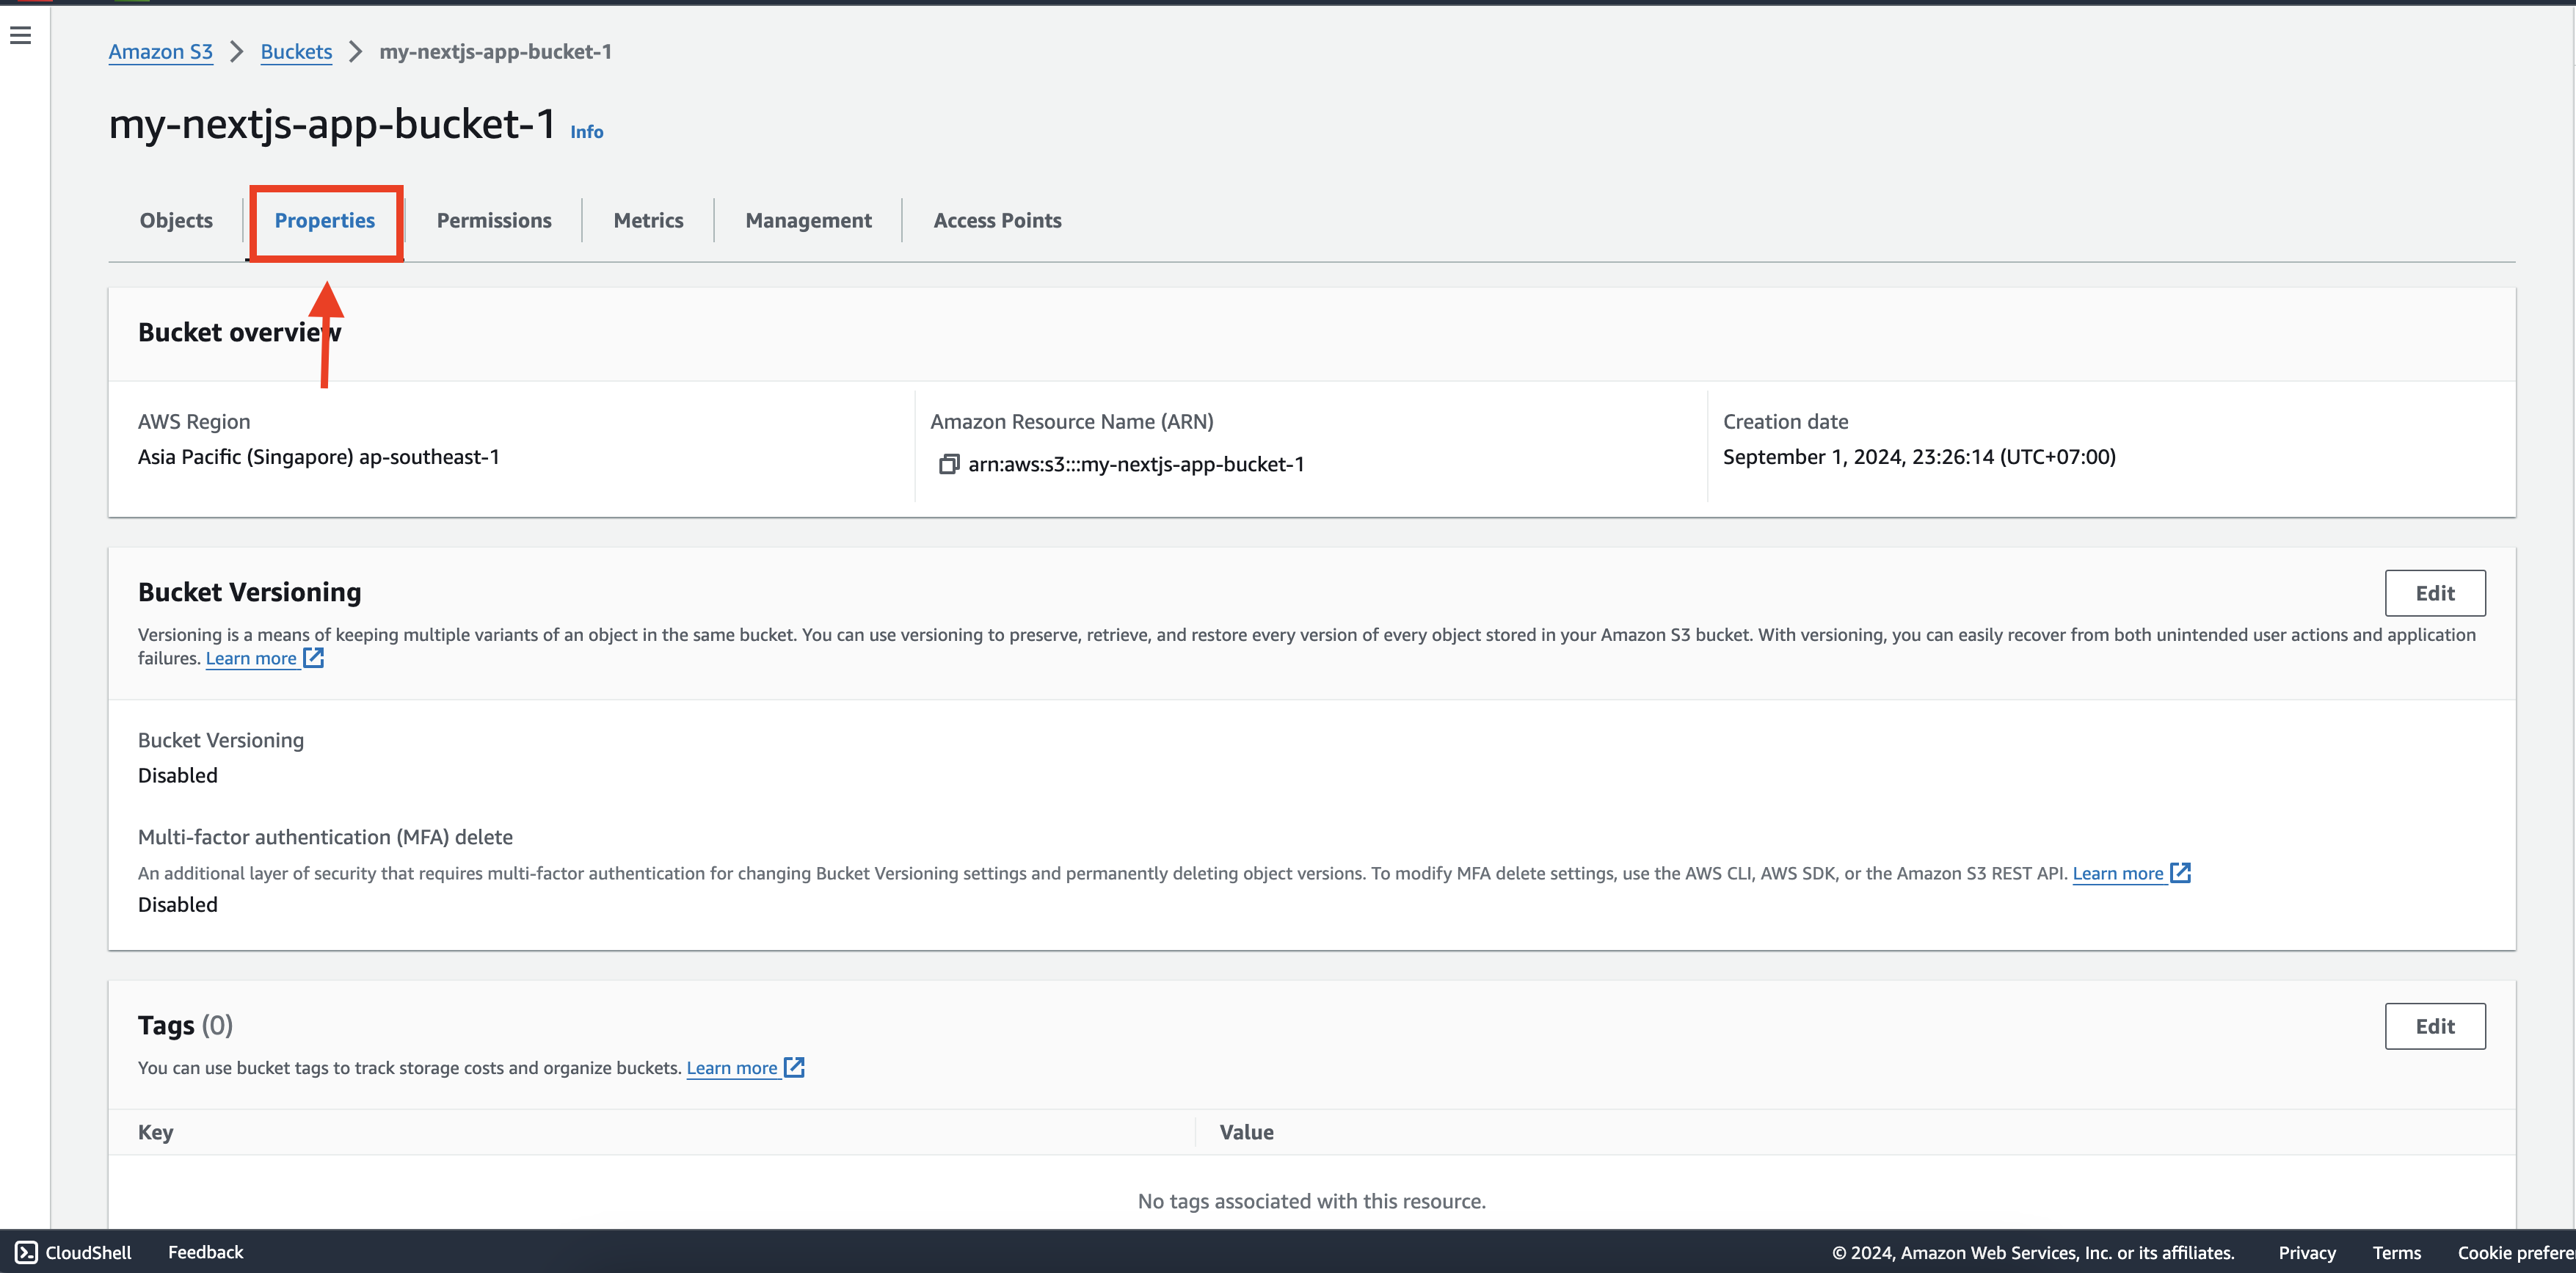 Amazon S3 > Buckets > my-nextjs-app-bucket-1
my-nextjs-app-bucket-1 Info
Objects Properties Permissions Metrics Management Access Points
Bucket overview
AWS Region
Asia Pacific (Singapore) ap-southeast-1
Amazon Resource Name (ARN)
arn:aws:s3:::my-nextjs-app-bucket-1
Creation date
September 1, 2024, 23:26:14 (UTC+07:00)
Bucket Versioning
Edit
Versioning is a means of keeping multiple variants of an object in the same bucket. You can use versioning to preserve, retrieve, and restore every version of every object stored in your Amazon S3 bucket. With versioning, you can easily recover from both unintended user actions and application
failures. Learn more
Bucket Versioning
Disabled
Multi-factor authentication (MFA) delete
An additional layer of security that requires multi-factor authentication for changing Bucket Versioning settings and permanently deleting object versions. To modify MFA delete settings, use the AWS CLI, AWS SDK, or the Amazon S3 REST API. Learn more
Disabled
Tags (0)
Edit
You can use bucket tags to track storage costs and organize buckets. Learn more
Key Value
No tags associated with this resource.
CloudShell Feedback © 2024, Amazon Web Services, Inc. or its affiliates. Privacy Terms Cookie prefere